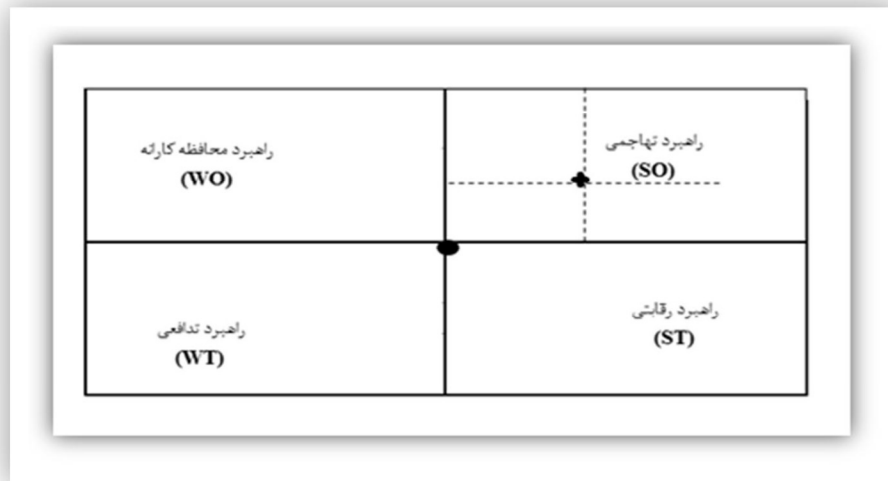 راهبرد تهاجمی
(SO)
راهبرد محافظه کارانه
(WO)
راهبرد رقابتی
(ST)
راهبرد تدافعی
(WT)